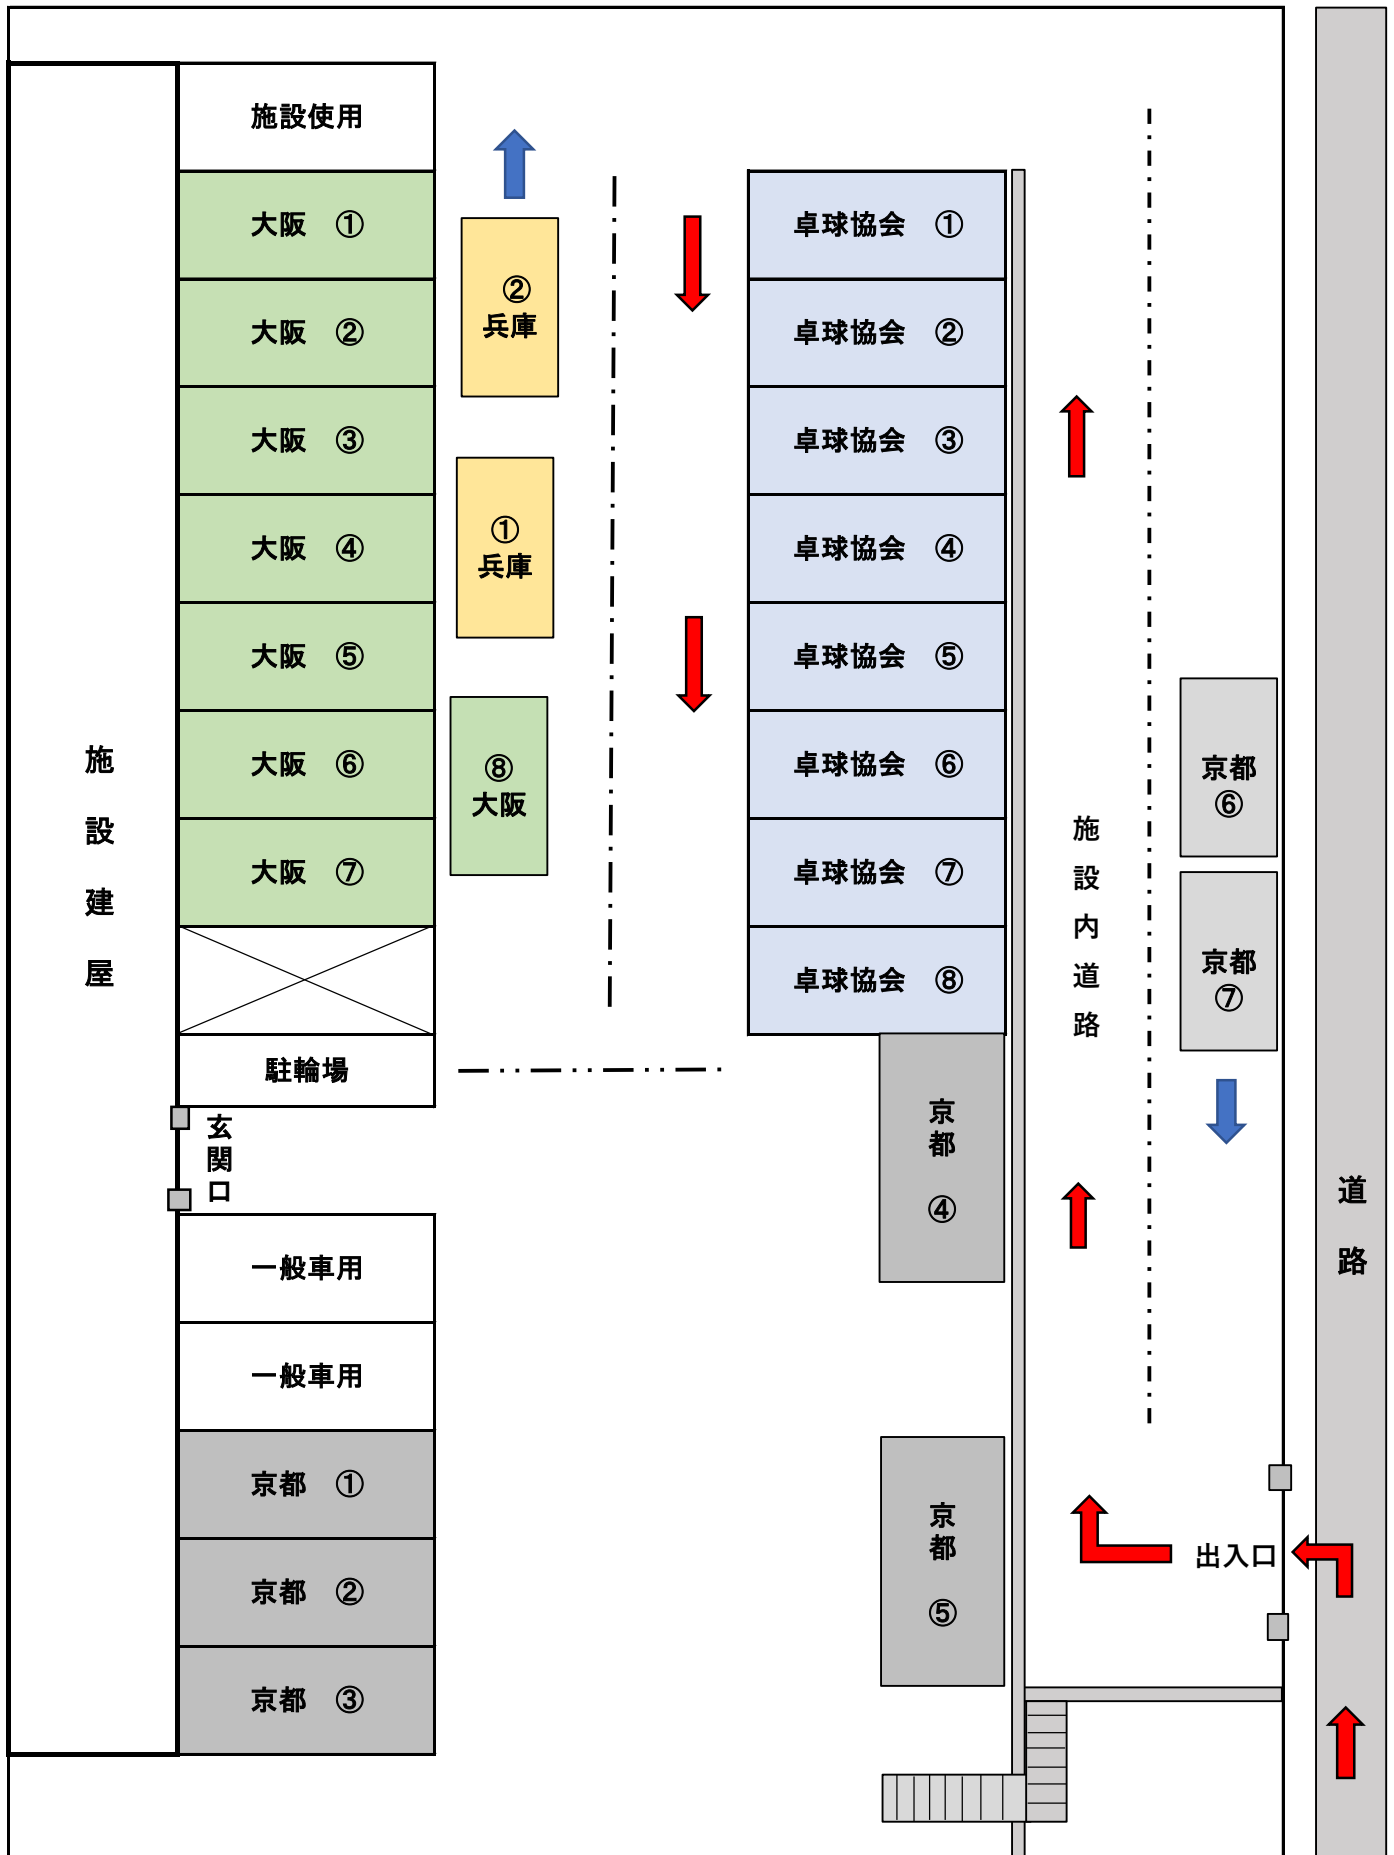 施設使用
大阪　①
大阪　②
大阪　③
大阪　④
大阪　⑤
大阪　⑥
大阪　⑦
駐輪場
玄関口
一般車用
一般車用
京都　①
京都　②
京都　③
施設建屋
②
兵庫
①
兵庫
⑧
大阪
卓球協会　①
卓球協会　②
卓球協会　③
卓球協会　④
卓球協会　⑤
卓球協会　⑥
卓球協会　⑦
卓球協会　⑧
京都　④
京都　⑤
施設内道路
京都
⑥
京都
⑦
出入口
道路